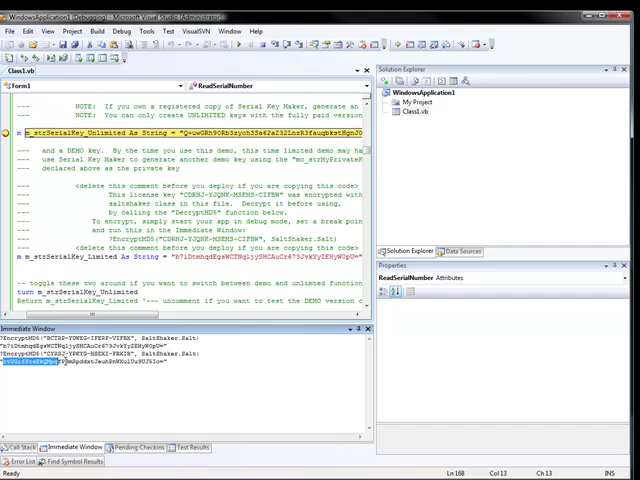 WindowsApplication1 (Debugging) - Microsoft Visual Studio (Administrator)
File Edit View Project Build Debug Tools Test VisualSVN Window Help
Class1.vb
Form1 ReadSerialNumber
--- NOTE: If you own a registered copy of Serial Key Maker, generate an
--- NOTE: You can only create UNLIMITED keys with the fully paid version
m_strSerialKey_Unlimited As String =
--- and a DEMO key. By the time you use this demo, this time limited demo may ha
--- use Serial Key Maker to generate another demo key using the
--- declared above as the private key
--- <delete this comment before you deploy if you are copying this code>
--- This license key "CDRNJ-YJQNK-MSEMS-CIFBW" was encrypted with
--- saltshaker class in this file. Decrypt it before using,
--- by calling the "DecryptMD5" function below.
--- To encrypt, simply start your app in debug mode, set a break poin
--- and run this in the Immediate Window:
--- ?EncryptMD5("CDRNJ-YJQNK-MSEMS-CIFBW", SaltShaker.Salt)
--- <delete this comment before you deploy if you are copying this code>
m_strSerialKey_Limited As String =
-- toggle these two around if you want to switch between demo and unlimited function
turn m_strSerialKey_Unlimited
Return m_strSerialKey_Limited '--- uncomment if you want to test the DEMO version o
Immediate Window
SaltShaker.Salt)
SaltShaker.Salt)
Call Stack Immediate Window Pending Checkins Test Results
Error List Find Symbol Results
Solution Explorer
WindowsApplication1
My Project
Class1.vb
Solution Explorer Data Sources
Properties
ReadSerialNumber Attributes
Ready Ln 168 Col 13 Ch 13 INS